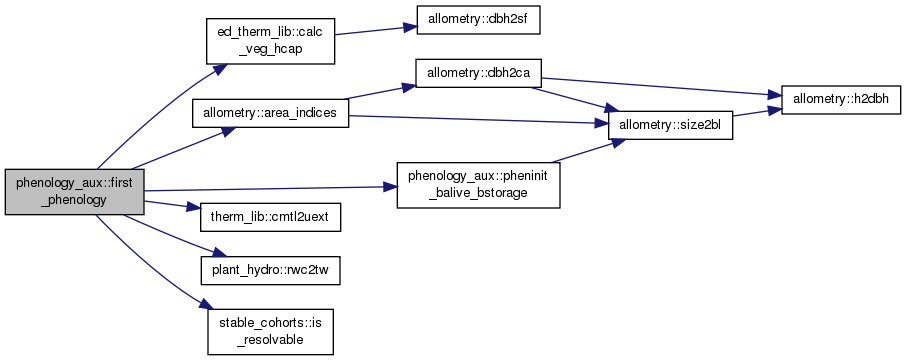 phenology_aux::first
_phenology
ed_therm_lib::calc
_veg_hcap
allometry::dbh2sf
allometry::area_indices
allometry::dbh2ca
allometry::size2bl
allometry::h2dbh
phenology_aux::pheninit
_balive_bstorage
therm_lib::cmtl2uext
plant_hydro::rwc2tw
stable_cohorts::is
_resolvable